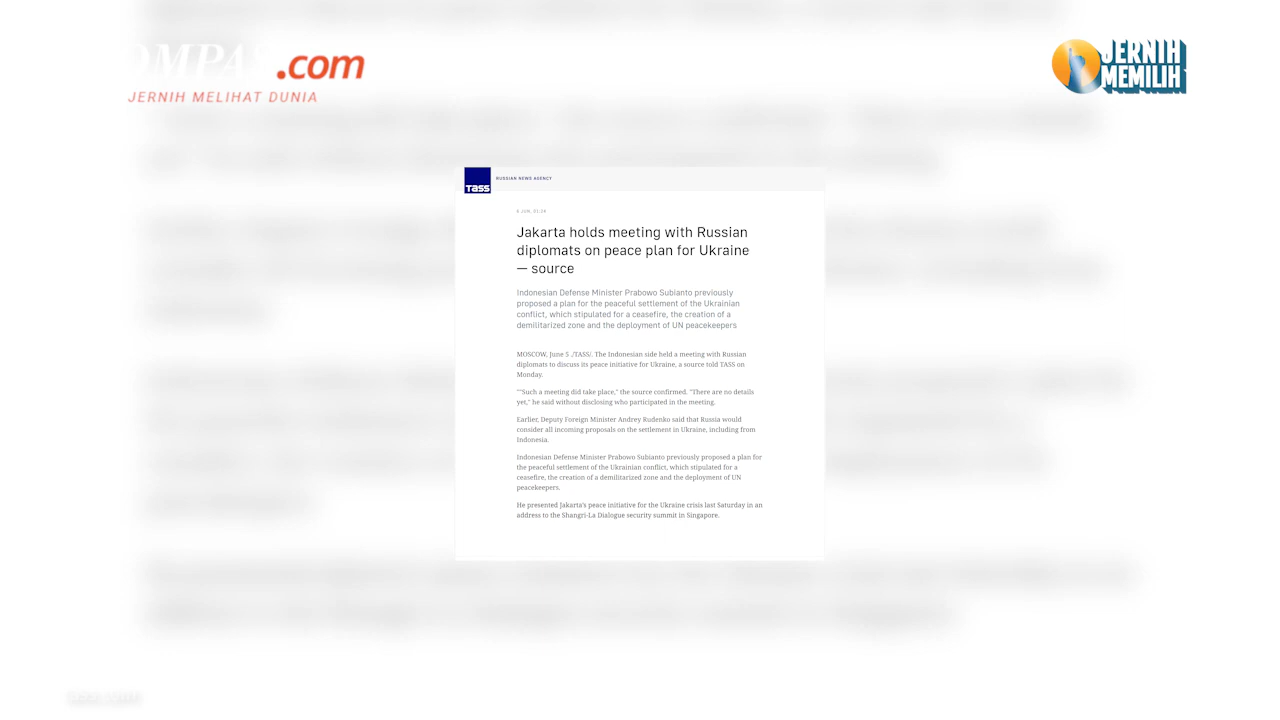 OMPAS.com
JERNIH MELIHAT DUNIA
JERNIH
MEMILIH
TASS
RUSSIAN NEWS AGENCY
Jakarta holds meeting with Russian
diplomats on peace plan for Ukraine
— source
Indonesian Defense Minister Prabowo Subianto previously
proposed a plan for the peaceful settlement of the Ukrainian
conflict, which stipulated for a ceasefire, the creation of a
demilitarized zone and the deployment of UN peacekeepers
MOSCOW, June 5 ./TASS/. The Indonesian side held a meeting with Russian
diplomats to discuss its peace initiative for Ukraine, a source told TASS on
Monday.
""Such a meeting did take place," the source confirmed. "There are no details
yet," he said without disclosing who participated in the meeting.
Earlier, Deputy Foreign Minister Andrey Rudenko said that Russia would
consider all incoming proposals on the settlement in Ukraine, including from
Indonesia.
Indonesian Defense Minister Prabowo Subianto previously proposed a plan for
the peaceful settlement of the Ukrainian conflict, which stipulated for a
ceasefire, the creation of a demilitarized zone and the deployment of UN
peacekeepers.
He presented Jakarta's peace initiative for the Ukraine crisis last Saturday in an
address to the Shangri-La Dialogue security summit in Singapore.